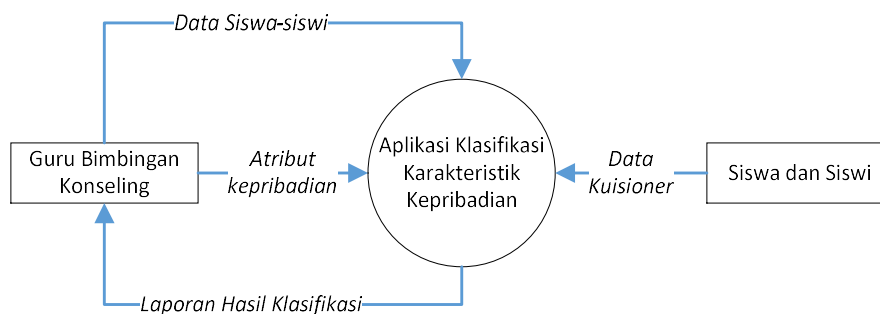 Data Siswa-siswi
Guru Bimbingan
Konseling
Atribut
kepribadian
Aplikasi Klasifikasi
Karakteristik
Kepribadian
Data
Kuisioner
Siswa dan Siswi
Laporan Hasil Klasifikasi